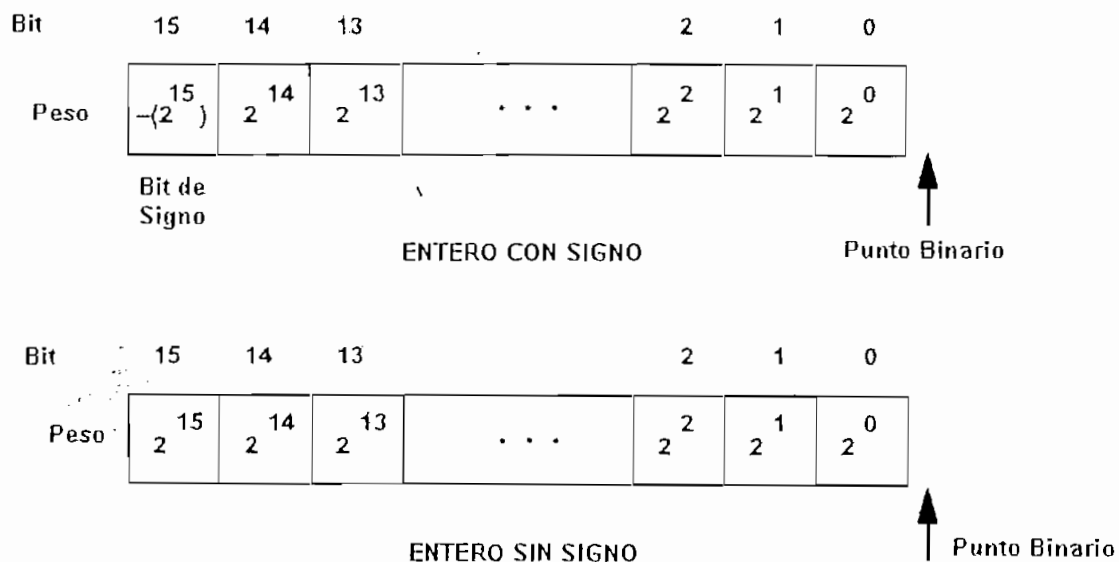 Bit 15 14 13 2 1 0
Peso -(2^15) 2^14 2^13 . . . 2^2 2^1 2^0
Bit de
Signo
ENTERO CON SIGNO
Punto Binario
Bit 15 14 13 2 1 0
Peso 2^15 2^14 2^13 . . . 2^2 2^1 2^0
ENTERO SIN SIGNO
Punto Binario